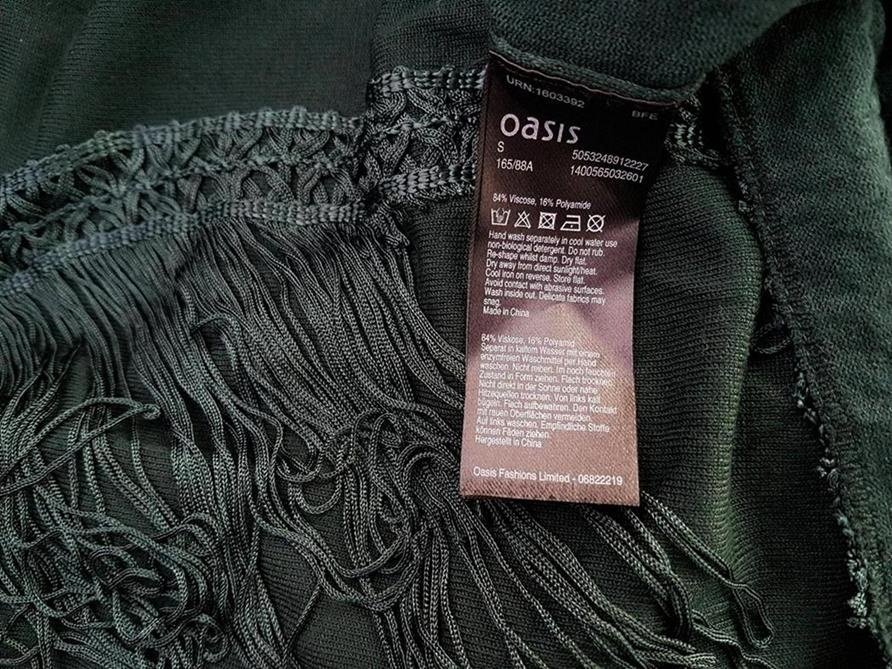 URN:1603392
BFE
oasis
S 5053248912227
165/88A 1400565032601
84% Viscose, 16% Polyamide
Hand wash separately in cool water use
non-biological detergent. Do not rub.
Re-shape whilst damp. Dry flat.
Dry away from direct sunlight/heat.
Cool iron on reverse. Store flat.
Avoid contact with abrasive surfaces.
Wash inside out. Delicate fabrics may
snag.
Made in China
84% Viskose, 16% Polyamid
Separat in kaltem Wasser mit einem
enzymfreien Waschmittel per Hand
waschen. Nicht reiben. Im noch feuchten
Zustand in Form ziehen. Flach trocknen.
Nicht direkt in der Sonne oder nahe
Hitzequellen trocknen. Von links kalt
bügeln. Flach aufbewahren. Den Kontakt
mit rauen Oberflächen vermeiden.
Auf links waschen. Empfindliche Stoffe
können Fäden ziehen.
Hergestellt in China
Oasis Fashions Limited - 06822219